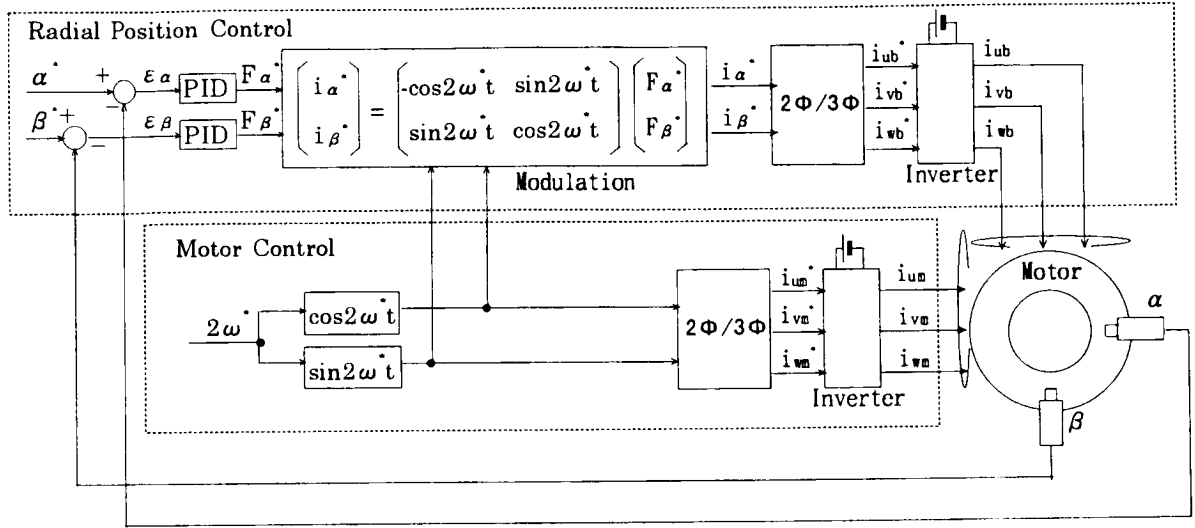 Radial Position Control
α* + − εα PID Fα*
β* + − εβ PID Fβ*
iα* = -cos2ω*t sin2ω*t Fα*
iβ* sin2ω*t cos2ω*t Fβ*
Modulation
iα*
iβ*
2Φ/3Φ
iub*
ivb*
iwb*
Inverter
iub
ivb
iwb
Motor Control
2ω*
cos2ω*t
sin2ω*t
2Φ/3Φ
ium*
ivm*
iwm*
Inverter
ium
ivm
iwm
Motor
α
β